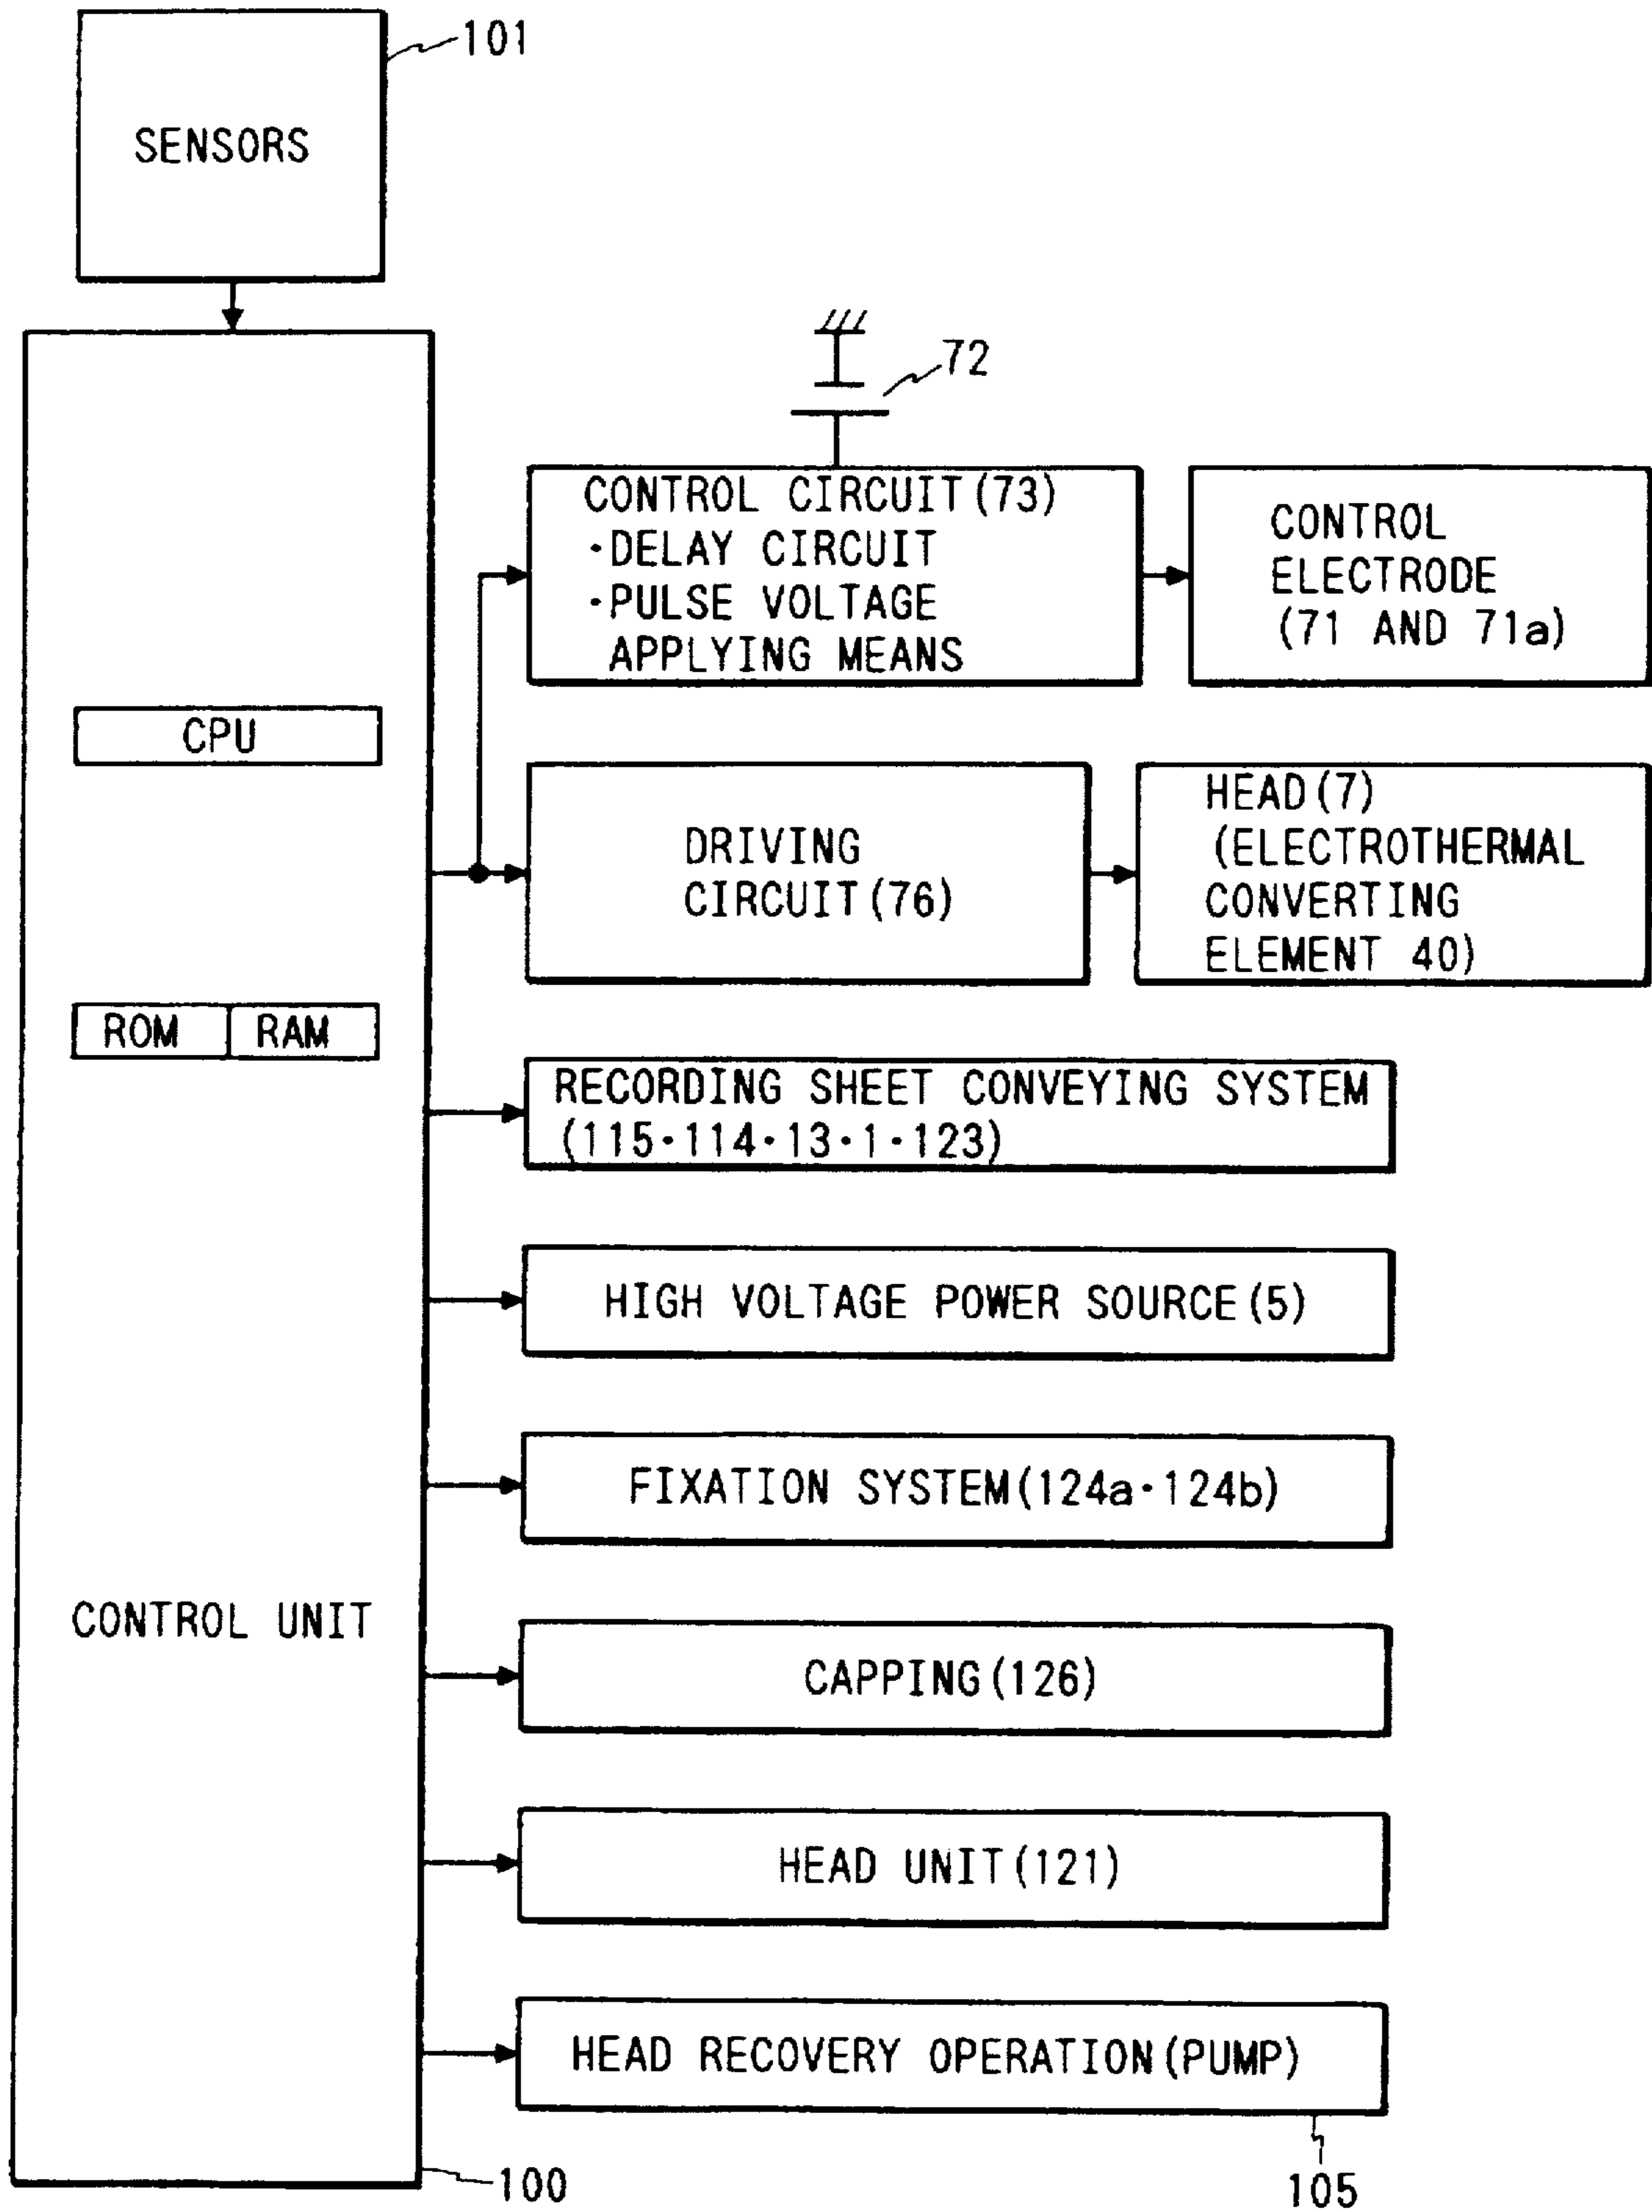 101
SENSORS
72
CONTROL CIRCUIT(73)
·DELAY CIRCUIT
·PULSE VOLTAGE
APPLYING MEANS
CONTROL
ELECTRODE
(71 AND 71a)
CPU
DRIVING
CIRCUIT(76)
HEAD(7)
(ELECTROTHERMAL
CONVERTING
ELEMENT 40)
ROM RAM
RECORDING SHEET CONVEYING SYSTEM
(115·114·13·1·123)
HIGH VOLTAGE POWER SOURCE(5)
FIXATION SYSTEM(124a·124b)
CONTROL UNIT
CAPPING(126)
HEAD UNIT(121)
HEAD RECOVERY OPERATION(PUMP)
100
105